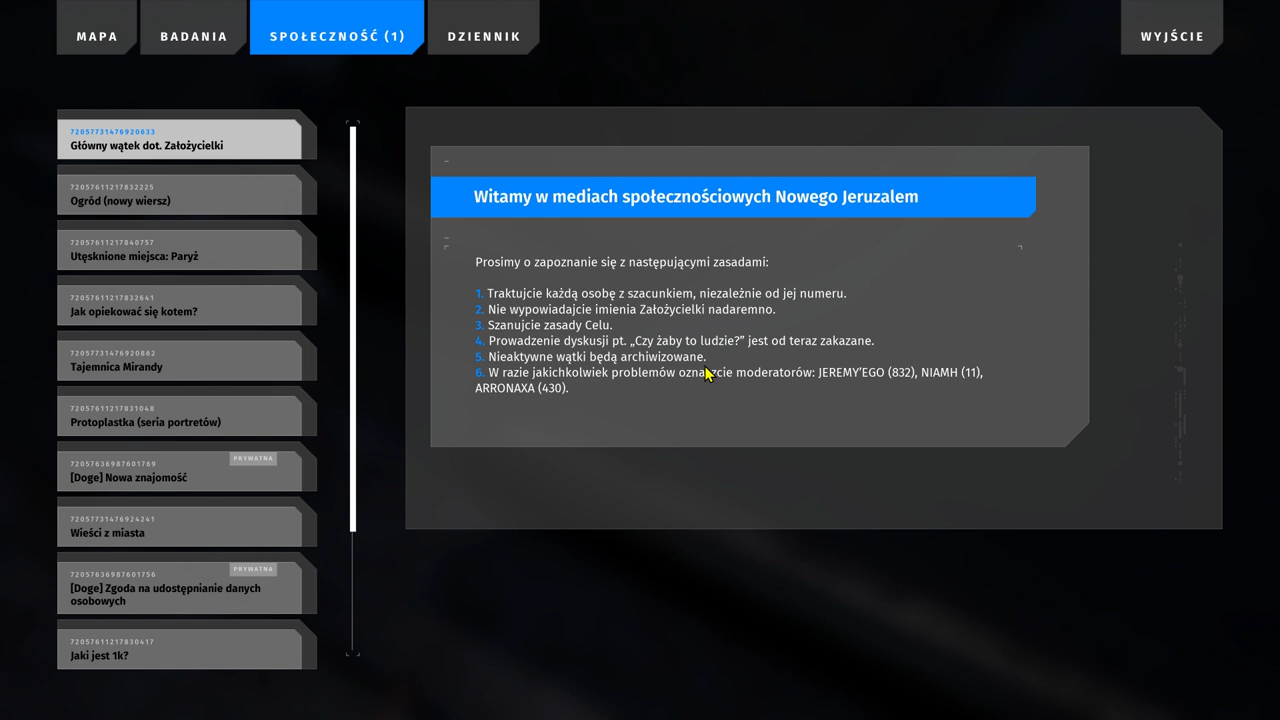 MAPA
BADANIA
SPOŁECZNOŚĆ (1)
DZIENNIK
WYJŚCIE
72057731476920633
Główny wątek dot. Założycielki
72057611217832225
Ogród (nowy wiersz)
72057611217840757
Utęsknione miejsca: Paryż
72057611217832641
Jak opiekować się kotem?
72057731476920862
Tajemnica Mirandy
72057611217831048
Protoplastka (seria portretów)
PRYWATNA
72057636987601769
[Doge] Nowa znajomość
72057731476924241
Wieści z miasta
PRYWATNA
72057636987601756
[Doge] Zgoda na udostępnianie danych
osobowych
72057611217830417
Jaki jest 1k?
Witamy w mediach społecznościowych Nowego Jeruzalem
Prosimy o zapoznanie się z następującymi zasadami:
1. Traktujcie każdą osobę z szacunkiem, niezależnie od jej numeru.
2. Nie wypowiadajcie imienia Założycielki nadaremno.
3. Szanujcie zasady Celu.
4. Prowadzenie dyskusji pt. „Czy żaby to ludzie?” jest od teraz zakazane.
5. Nieaktywne wątki będą archiwizowane.
6. W razie jakichkolwiek problemów oznaczcie moderatorów: JEREMY’EGO (832), NIAMH (11),
ARRONAXA (430).